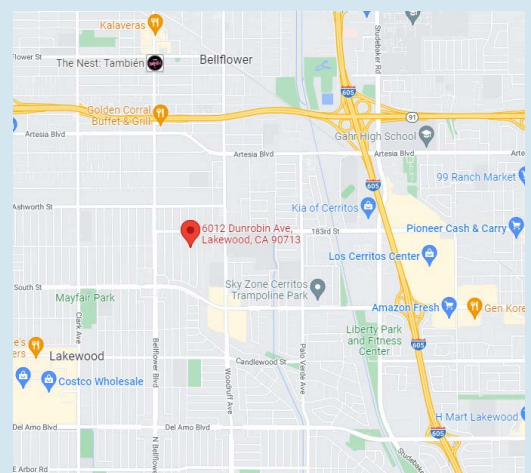 Kalaveras
Studebaker Rd
Flower St
Bellflower
The Nest: También
605
Golden Corral
Buffet & Grill
91
Artesia Blvd
Gahr High School
Artesia Blvd
Artesia Blvd
99 Ranch Market
605
Ashworth St
Kia of Cerritos
6012 Dunrobin Ave,
Lakewood, CA 90713
183rd St
Pioneer Cash & Carry
Los Cerritos Center
South St
Sky Zone Cerritos
Trampoline Park
Mayfair Park
Amazon Fresh
Gen Kore
Clark Ave
Bellflower Blvd
Liberty Park
and Fitness
Center
605
Lakewood
Candlewood St
Woodruff Ave
Palo Verde Ave
Costco Wholesale
H Mart Lakewood
Del Amo Blvd
Del Amo Blvd
605
N Bellflow
Studebaker
E Arbor Rd